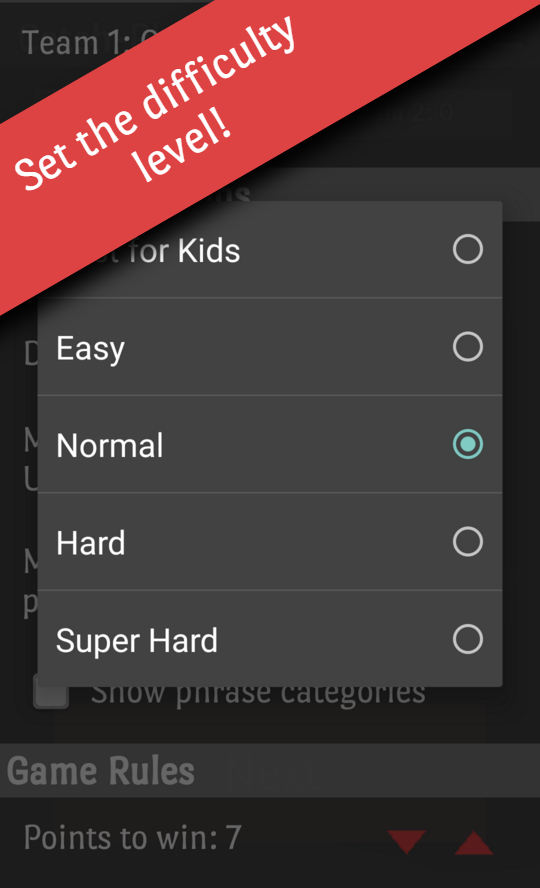 Team 1:
Set the difficulty
level!
2: 0
for Kids
Easy
Normal
Hard
Super Hard
Show phrase categories
Game Rules
Points to win: 7